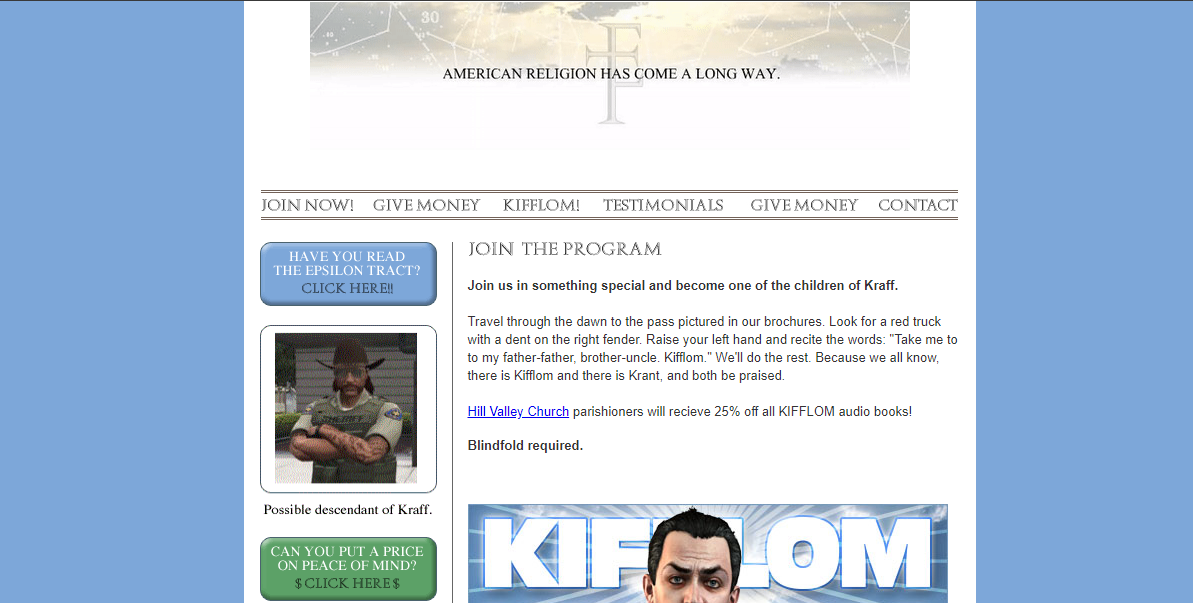 30
AMERICAN RELIGION HAS COME A LONG WAY.
JOIN NOW! GIVE MONEY KIFFLOM! TESTIMONIALS GIVE MONEY CONTACT
HAVE YOU READ
THE EPSILON TRACT?
CLICK HERE!!
Possible descendant of Kraff.
CAN YOU PUT A PRICE
ON PEACE OF MIND?
$ CLICK HERE $
JOIN THE PROGRAM
Join us in something special and become one of the children of Kraff.
Travel through the dawn to the pass pictured in our brochures. Look for a red truck
with a dent on the right fender. Raise your left hand and recite the words: "Take me to
to my father-father, brother-uncle. Kifflom." We'll do the rest. Because we all know,
there is Kifflom and there is Krant, and both be praised.
Hill Valley Church parishioners will recieve 25% off all KIFFLOM audio books!
Blindfold required.
KIFFLOM